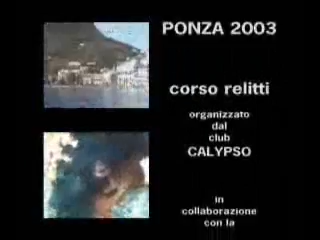 PONZA 2003
corso relitti
organizzato
dal
club
CALYPSO
in
collaborazione
con la